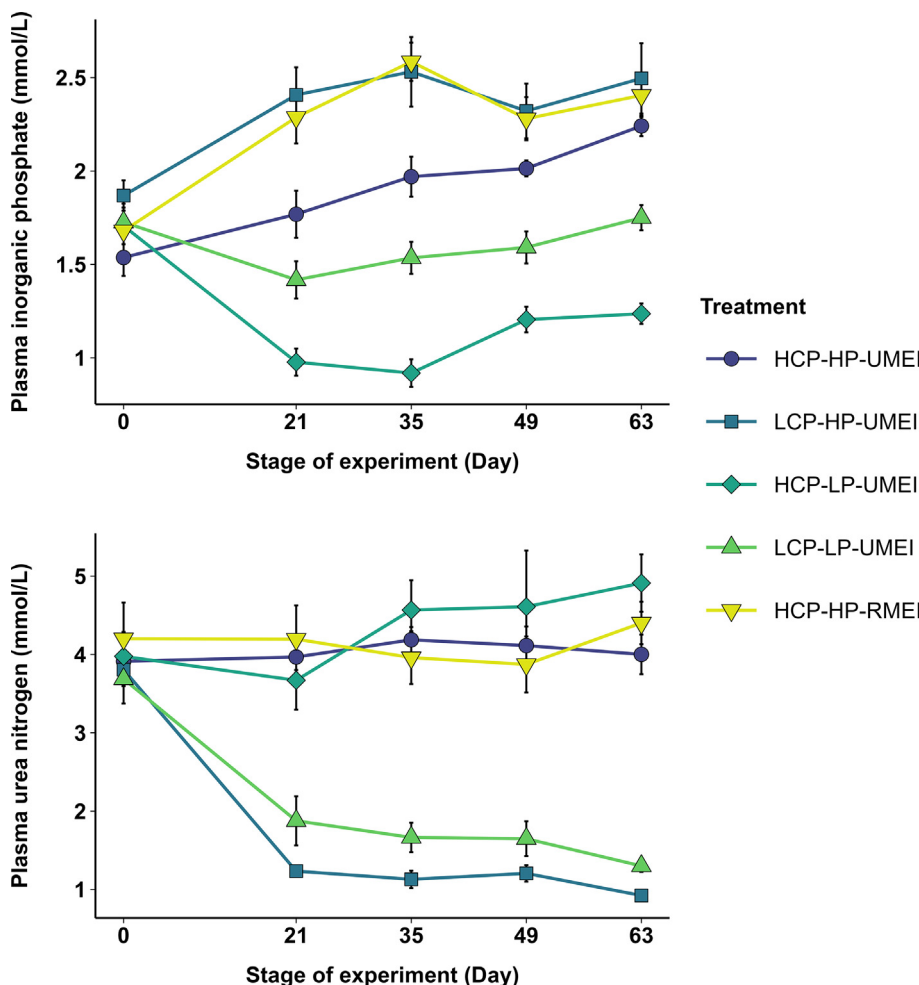 Plasma inorganic phosphate (mmol/L)
2.5
2
1.5
1
0 21 35 49 63
Stage of experiment (Day)
Treatment
HCP-HP-UMEI
LCP-HP-UMEI
HCP-LP-UMEI
LCP-LP-UMEI
HCP-HP-RMEI
Plasma urea nitrogen (mmol/L)
5
4
3
2
1
0 21 35 49 63
Stage of experiment (Day)